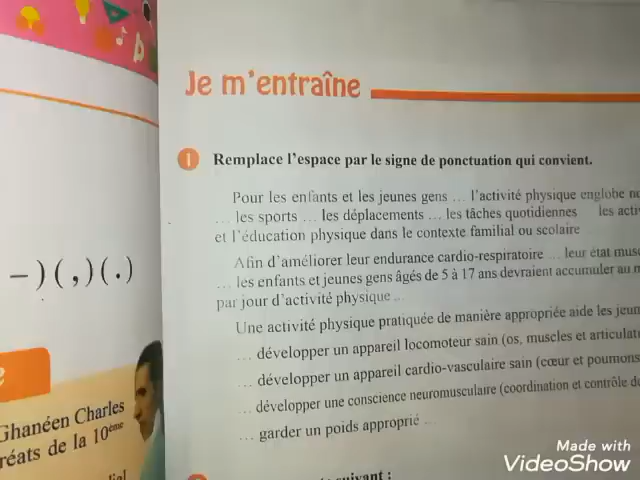 Je m'entraîne
1 Remplace l'espace par le signe de ponctuation qui convient.
Pour les enfants et les jeunes gens ... l'activité physique englobe
... les sports ... les déplacements ... les tâches quotidiennes les
et l'éducation physique dans le contexte familial ou scolaire
Afin d'améliorer leur endurance cardio-respiratoire ... leur état
... les enfants et jeunes gens âgés de 5 à 17 ans devraient accumuler au
par jour d'activité physique ...
Une activité physique pratiquée de manière appropriée aide les
... développer un appareil locomoteur sain (os, muscles et
... développer un appareil cardio-vasculaire sain (cœur et poumons
... développer une conscience neuromusculaire (coordination et contrôle
... garder un poids approprié ...
suivant :
–)(,)(.)
Ghanéen Charles
réats de la 10ème
Made with
VideoShow